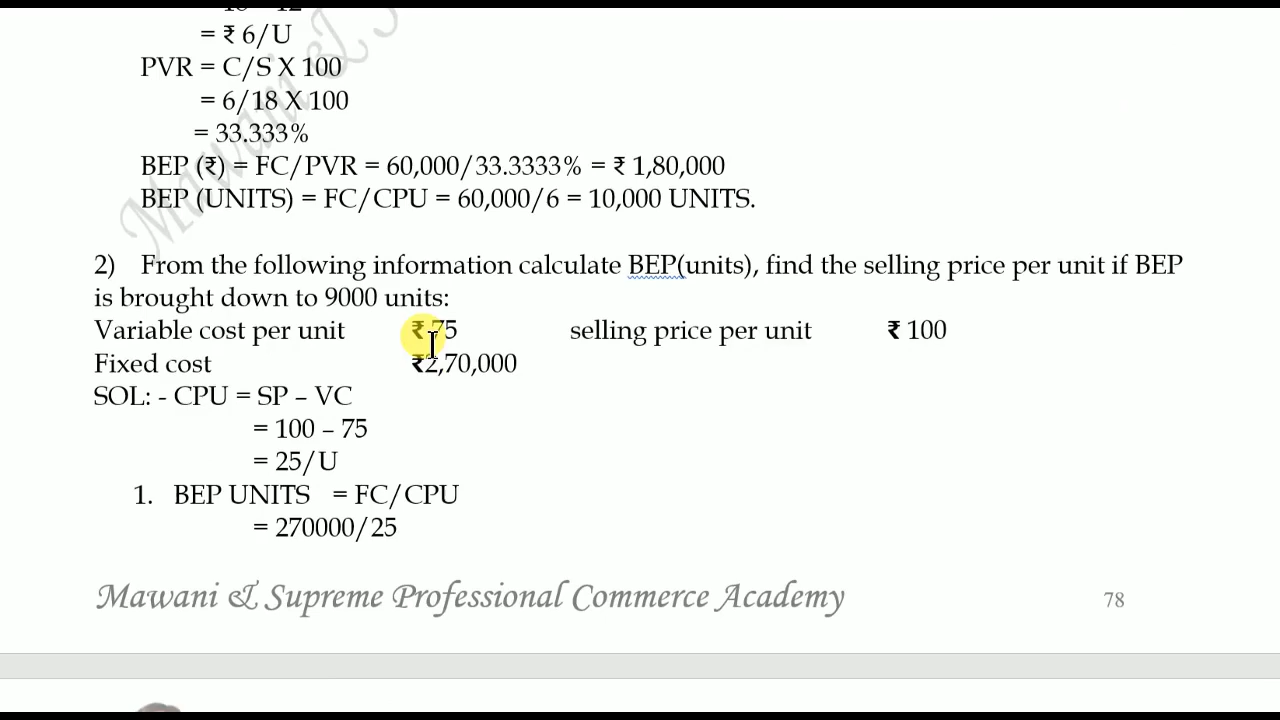 = ₹ 6/U
PVR = C/S X 100
= 6/18 X 100
= 33.333%
BEP (₹) = FC/PVR = 60,000/33.3333% = ₹ 1,80,000
BEP (UNITS) = FC/CPU = 60,000/6 = 10,000 UNITS.
2) From the following information calculate BEP(units), find the selling price per unit if BEP
is brought down to 9000 units:
Variable cost per unit ₹ 75 selling price per unit ₹ 100
Fixed cost ₹2,70,000
SOL: - CPU = SP – VC
= 100 – 75
= 25/U
1. BEP UNITS = FC/CPU
= 270000/25
Mawani & Supreme Professional Commerce Academy 78
Mawani &